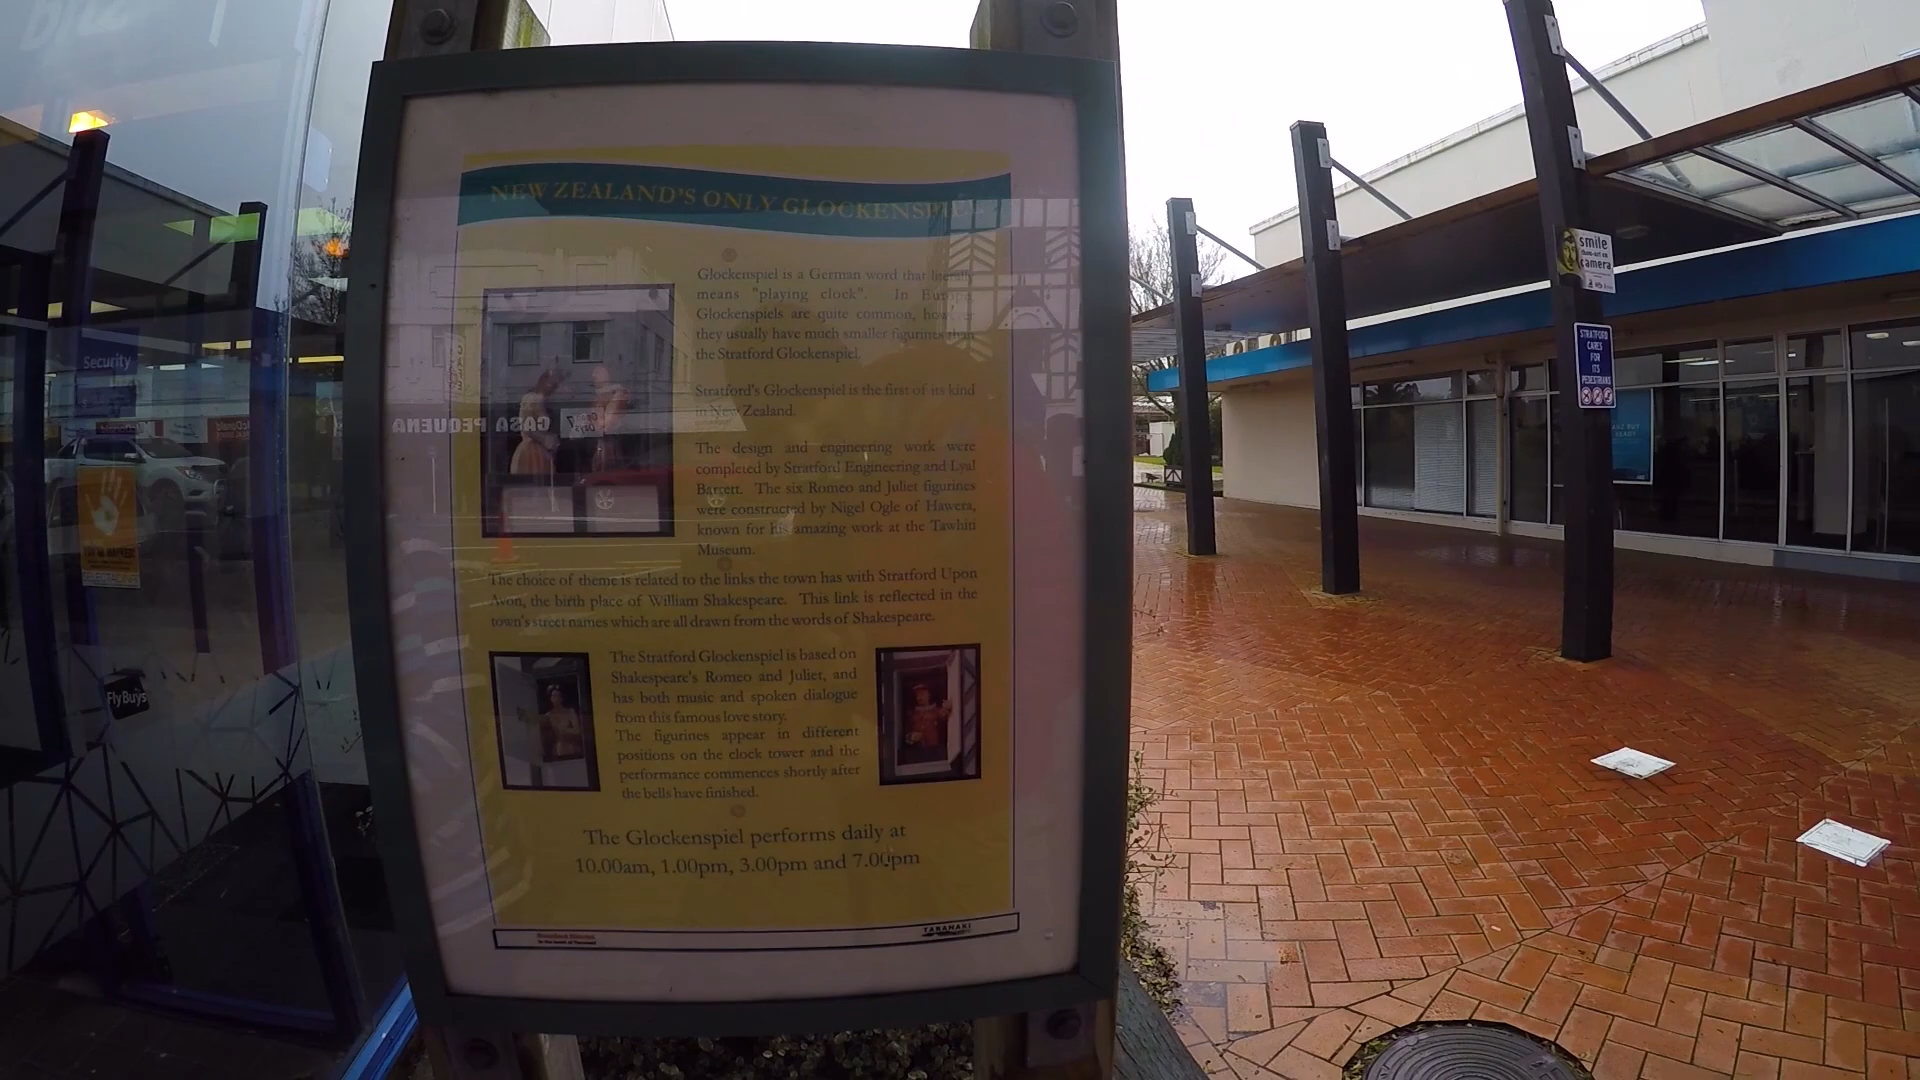 NEW ZEALAND'S ONLY GLOCKENSPIEL
Glockenspiel is a German word that literally
means "playing clock". In Europe
Glockenspiels are quite common, however
they usually have much smaller figurines than
the Stratford Glockenspiel.
Stratford's Glockenspiel is the first of its kind
in New Zealand.
The design and engineering work were
completed by Stratford Engineering and Lyal
Barrett. The six Romeo and Juliet figurines
were constructed by Nigel Ogle of Hawera,
known for his amazing work at the Tawhiti
Museum.
The choice of theme is related to the links the town has with Stratford Upon
Avon, the birth place of William Shakespeare. This link is reflected in the
town's street names which are all drawn from the words of Shakespeare.
The Stratford Glockenspiel is based on
Shakespeare's Romeo and Juliet, and
has both music and spoken dialogue
from this famous love story.
The figurines appear in different
positions on the clock tower and the
performance commences shortly after
the bells have finished.
The Glockenspiel performs daily at
10.00am, 1.00pm, 3.00pm and 7.00pm
TARANAKI
CASA PEQUENA
Security
FlyBuys
smile
camera
STRATFORD
CARES
FOR
ITS
PEDESTRIANS